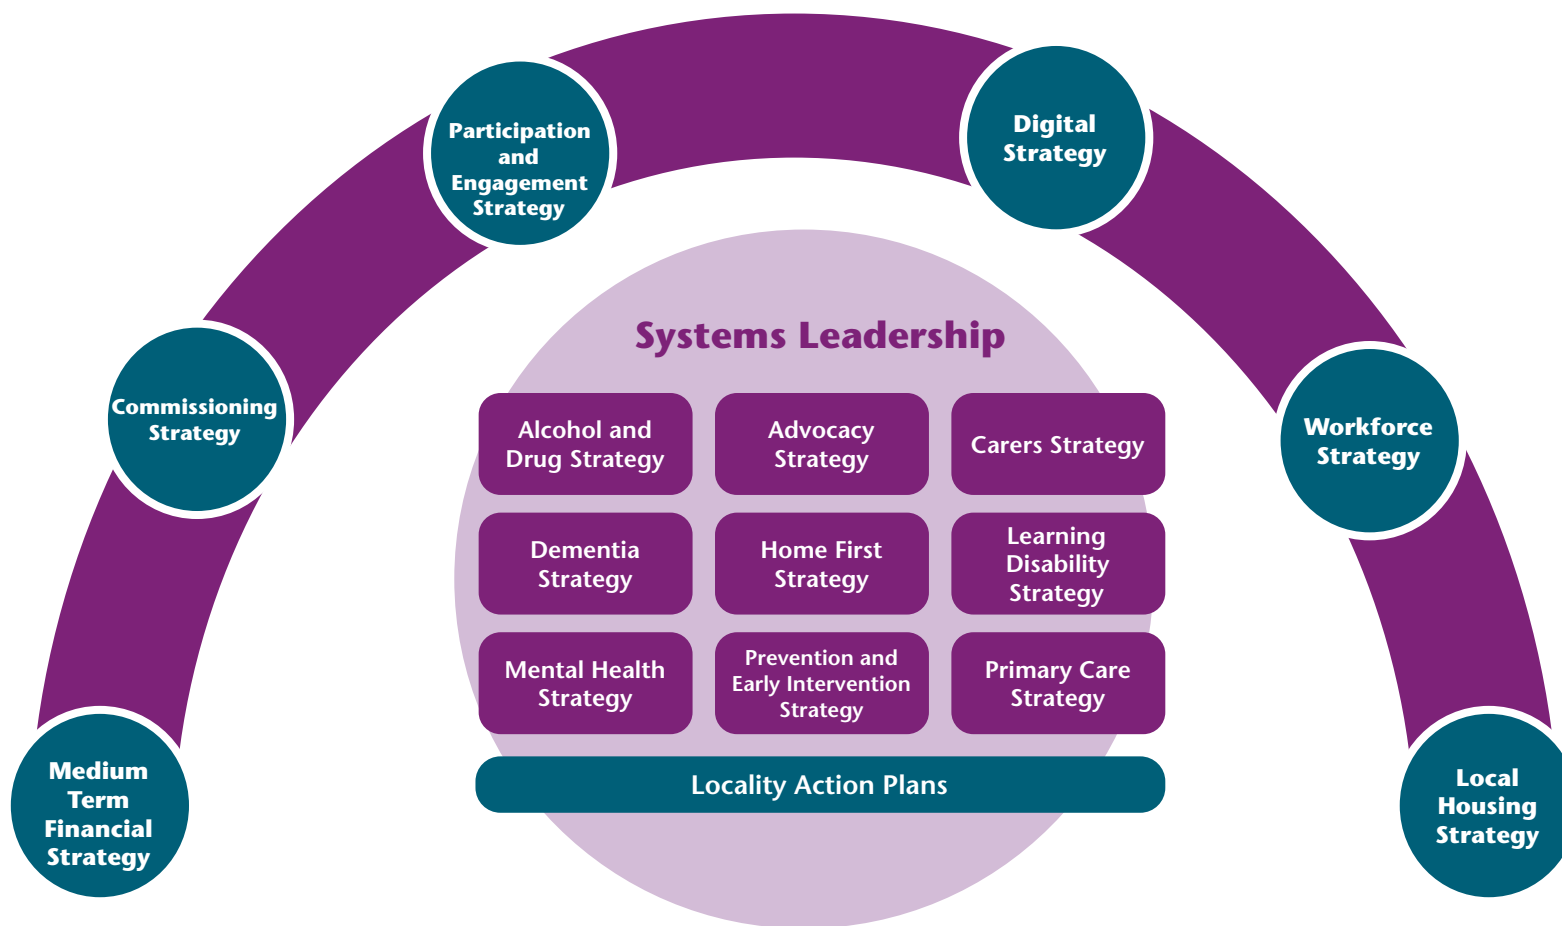 Participation
and
Engagement
Strategy
Digital
Strategy
Commissioning
Strategy
Workforce
Strategy
Medium
Term
Financial
Strategy
Local
Housing
Strategy
Systems Leadership
Alcohol and
Drug Strategy
Advocacy
Strategy
Carers Strategy
Dementia
Strategy
Home First
Strategy
Learning
Disability
Strategy
Mental Health
Strategy
Prevention and
Early Intervention
Strategy
Primary Care
Strategy
Locality Action Plans